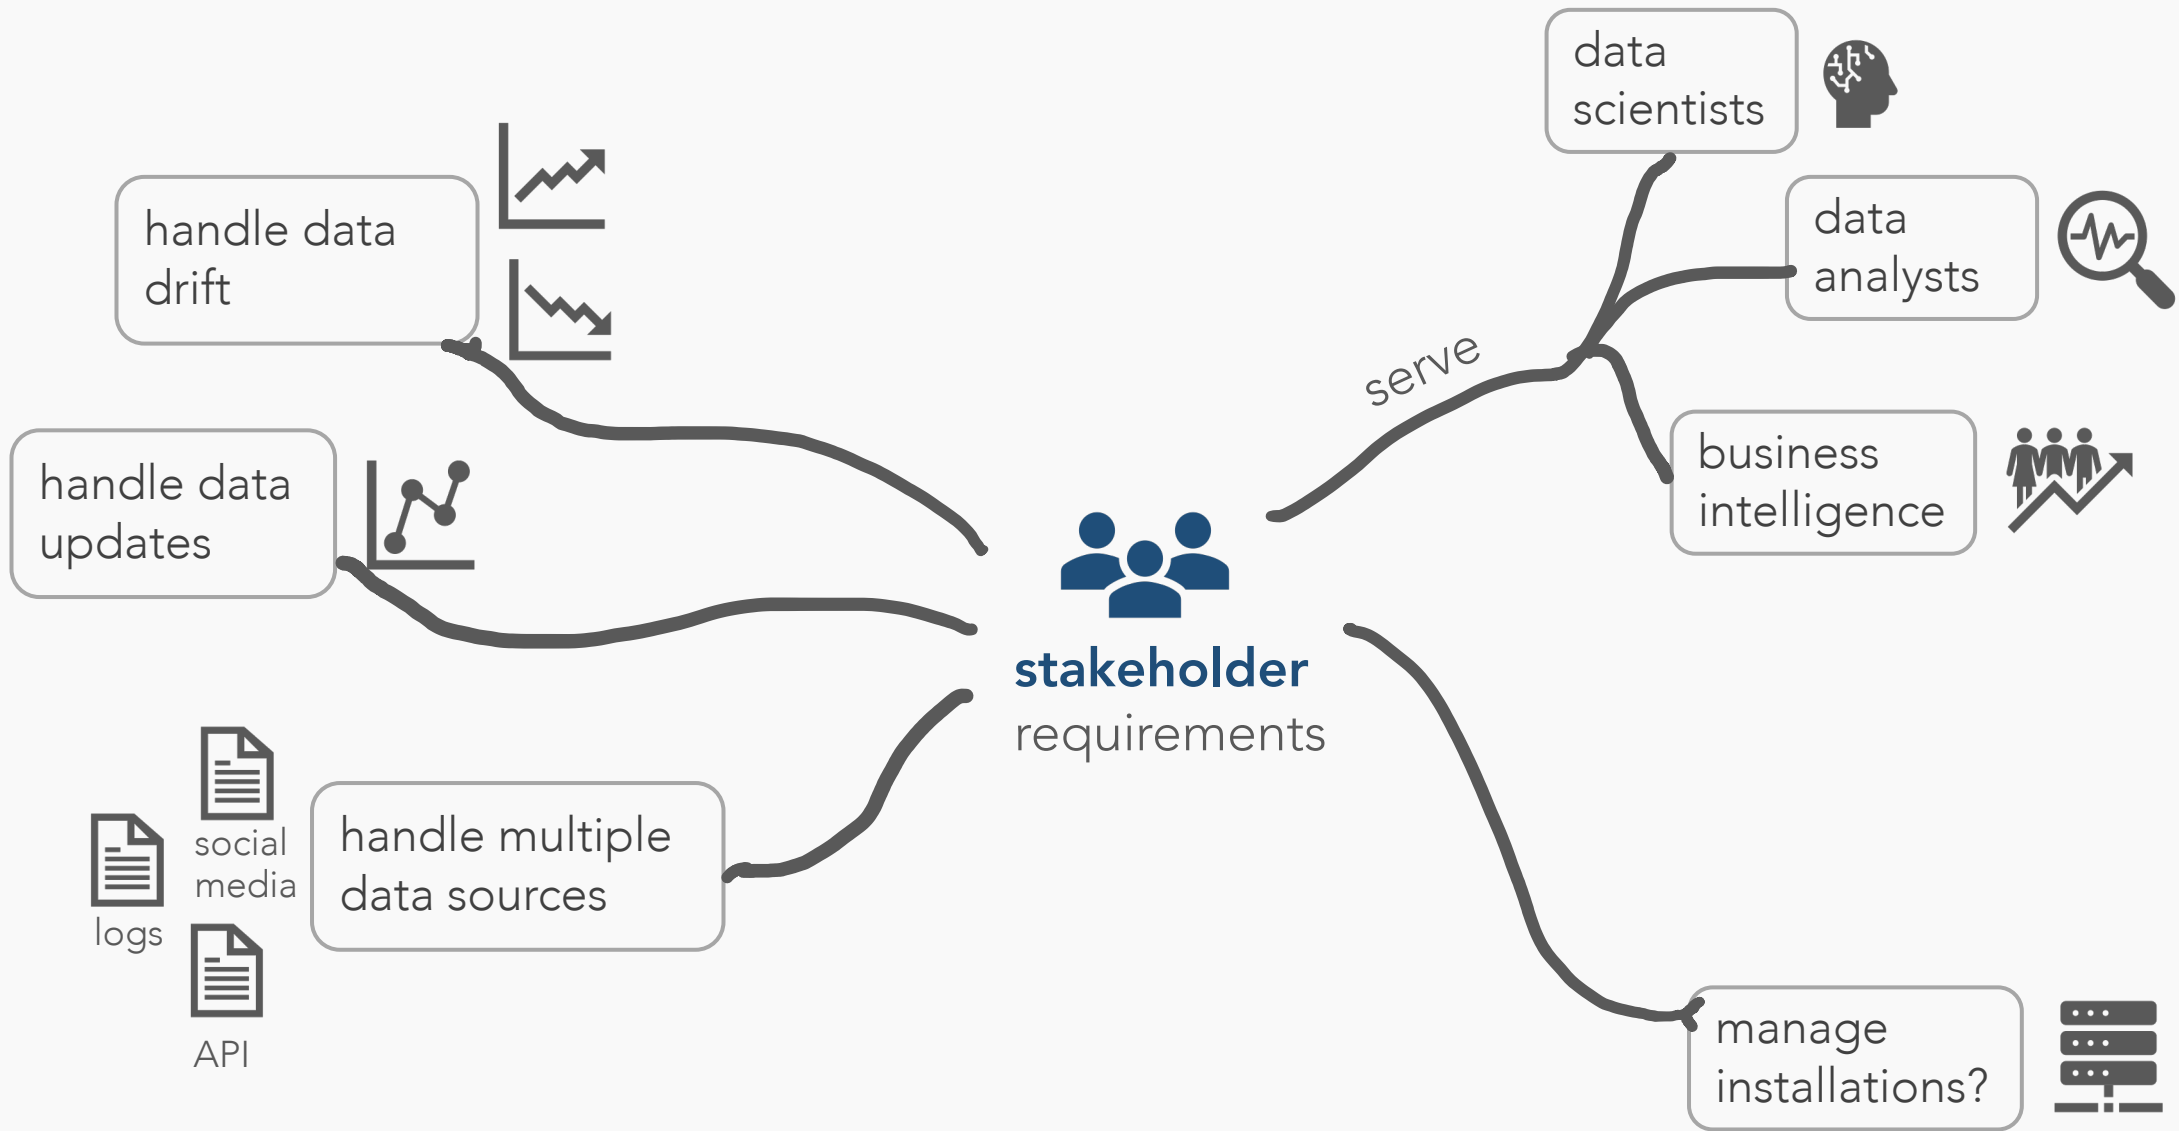 data
scientists
handle data
drift
data
analysts
serve
handle data
updates
business
intelligence
stakeholder
requirements
social
media
logs
API
handle multiple
data sources
manage
installations?